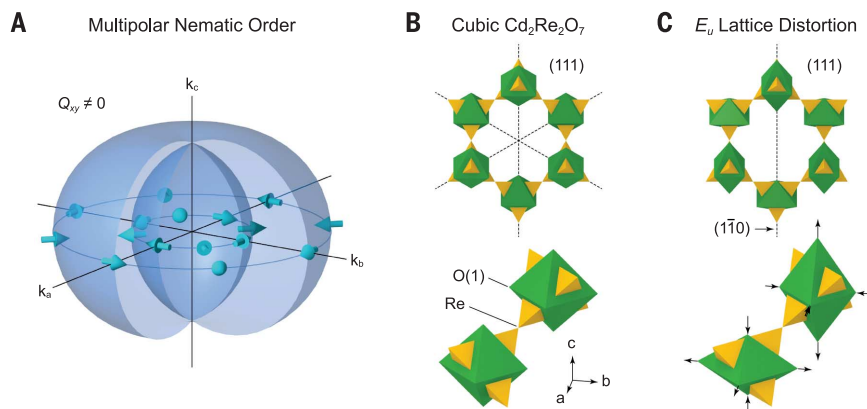 A Multipolar Nematic Order
Q_xy ≠ 0
k_c
k_a
k_b
B Cubic Cd₂Re₂O₇
(111)
O(1)
Re
c
b
a
C E_u Lattice Distortion
(111)
(11̄0)